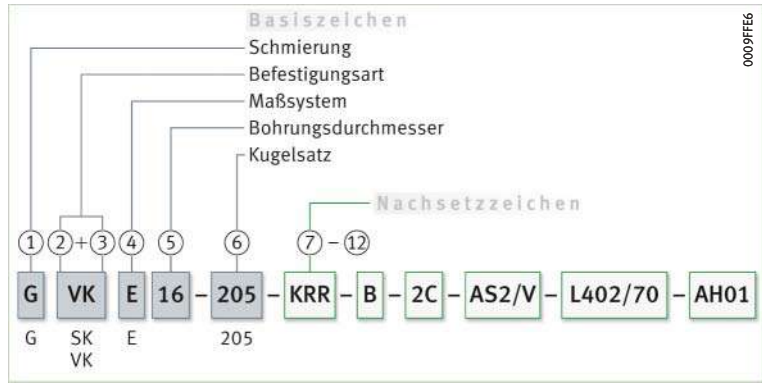 Basiszeichen
Schmierung
Befestigungsart
Maßsystem
Bohrungsdurchmesser
Kugelsatz
Nachsetzzeichen
1 2+3 4 5 6 7 – 12
G VK E 16 – 205 – KRR – B – 2C – AS2/V – L402/70 – AH01
G SK E 205
VK
0009FFE6